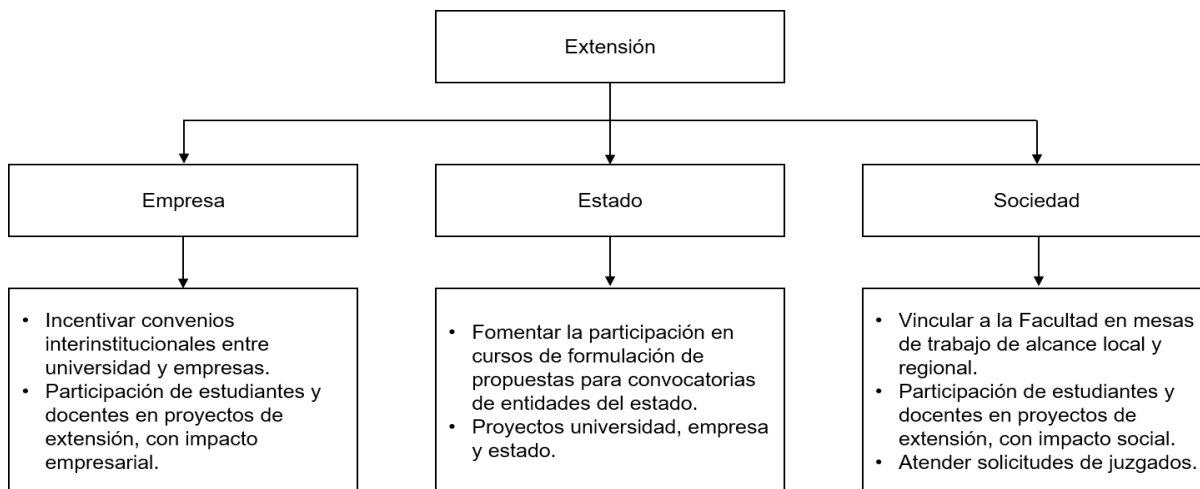 Extensión
Empresa
Estado
Sociedad
• Incentivar convenios
interinstitucionales entre
universidad y empresas.
• Participación de estudiantes y
docentes en proyectos de
extensión, con impacto
empresarial.
• Fomentar la participación en
cursos de formulación de
propuestas para convocatorias
de entidades del estado.
• Proyectos universidad, empresa
y estado.
• Vincular a la Facultad en mesas
de trabajo de alcance local y
regional.
• Participación de estudiantes y
docentes en proyectos de
extensión, con impacto social.
• Atender solicitudes de juzgados.